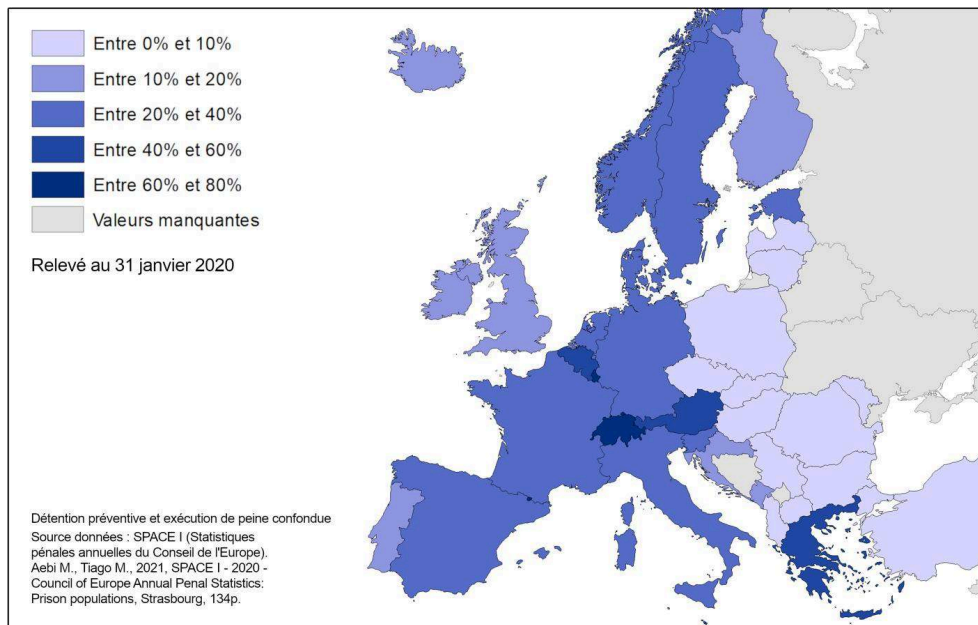 Entre 0% et 10%
Entre 10% et 20%
Entre 20% et 40%
Entre 40% et 60%
Entre 60% et 80%
Valeurs manquantes
Relevé au 31 janvier 2020
Détention préventive et exécution de peine confondue
Source données : SPACE I (Statistiques
pénales annuelles du Conseil de l'Europe).
Aebi M., Tiago M., 2021, SPACE I - 2020 -
Council of Europe Annual Penal Statistics:
Prison populations, Strasbourg, 134p.